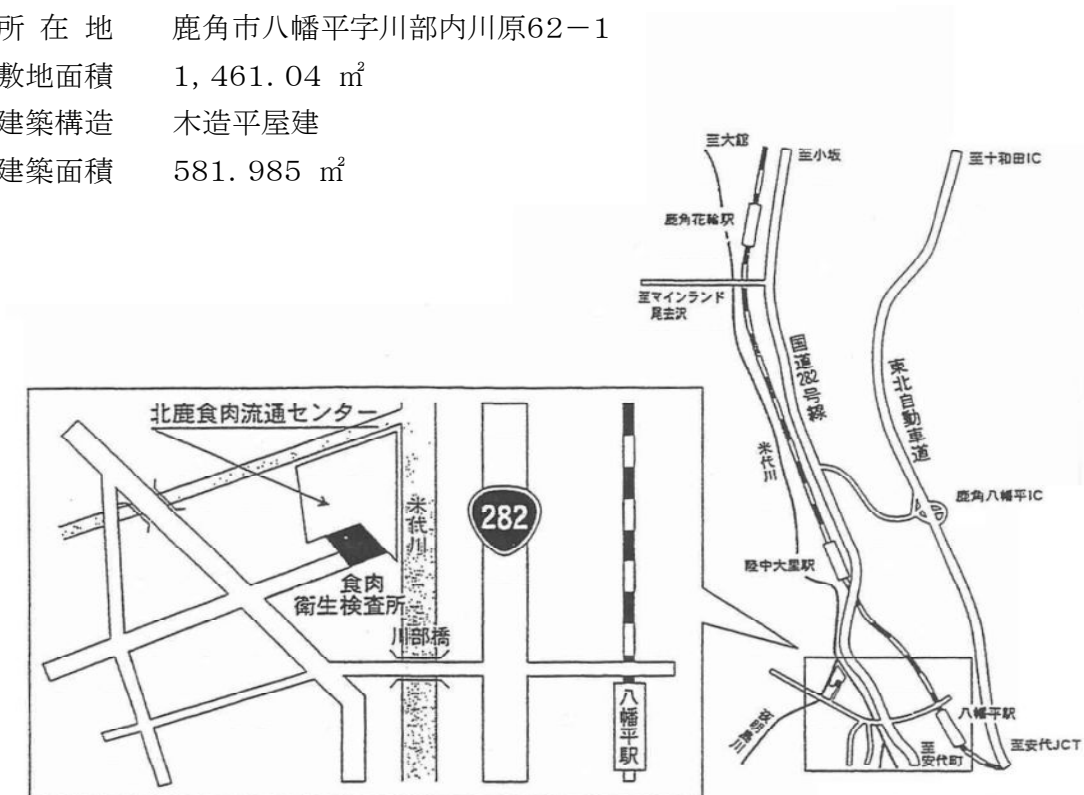 所 在 地　鹿角市八幡平字川部内川原62－1
敷地面積　1,461.04 ㎡
建築構造　木造平屋建
建築面積　581.985 ㎡
至大館
至小坂
至十和田IC
鹿角花輪駅
至マインランド
尾去沢
国道282号線
東北自動車道
米代川
鹿角八幡平IC
陸中大里駅
夜明島川
八幡平駅
至安代町
至安代JCT
北鹿食肉流通センター
米代川
282
食肉
衛生検査所
川部橋
八幡平駅